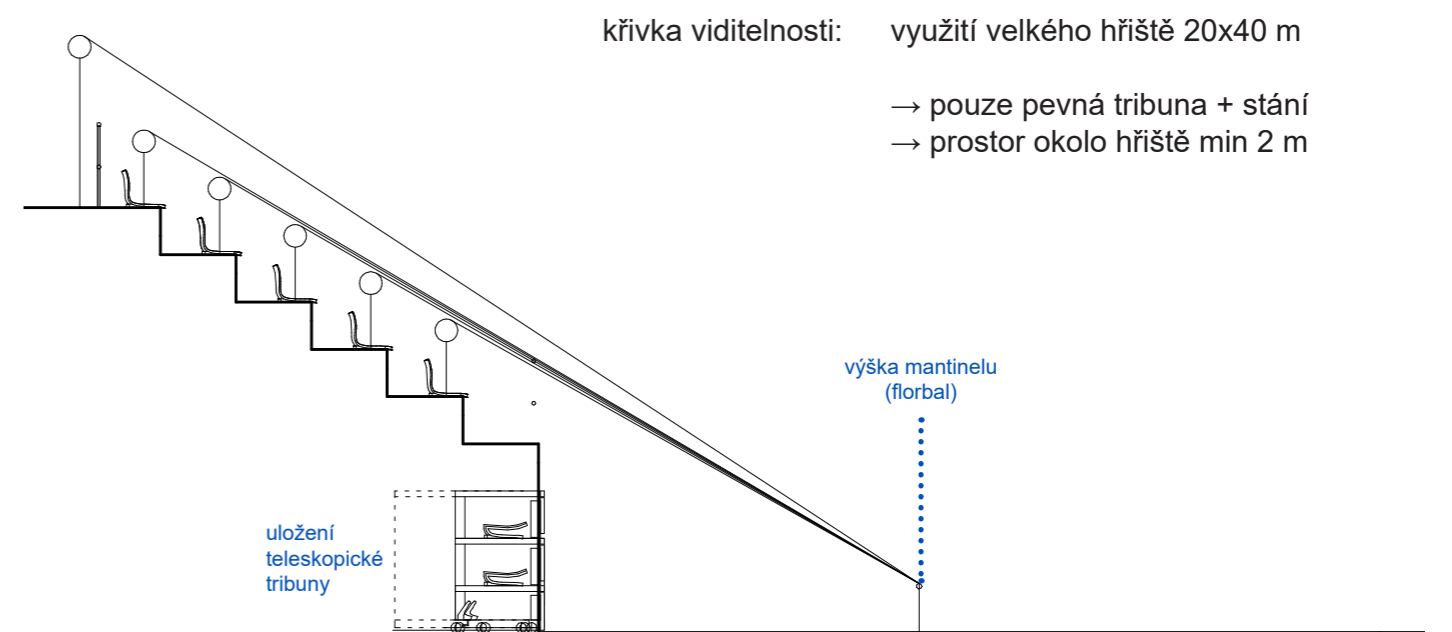 křivka viditelnosti: využití velkého hřiště 20x40 m
→ pouze pevná tribuna + stání
→ prostor okolo hřiště min 2 m
výška mantinelu
(florbal)
uložení
teleskopické
tribuny